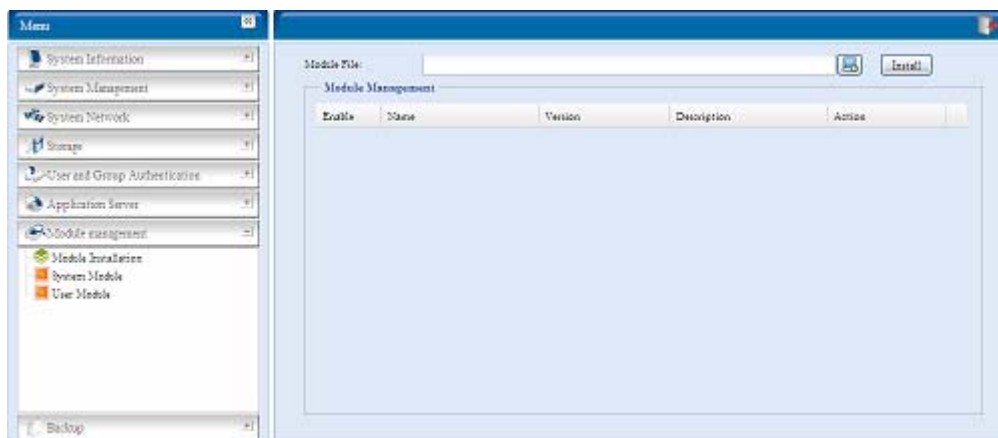 Menu
System Information
System Management
System Network
Storage
User and Group Authentication
Application Server
Module management
Module Installation
System Module
User Module
Backup
Module File:
Install
Module Management
Enable Name Version Description Action